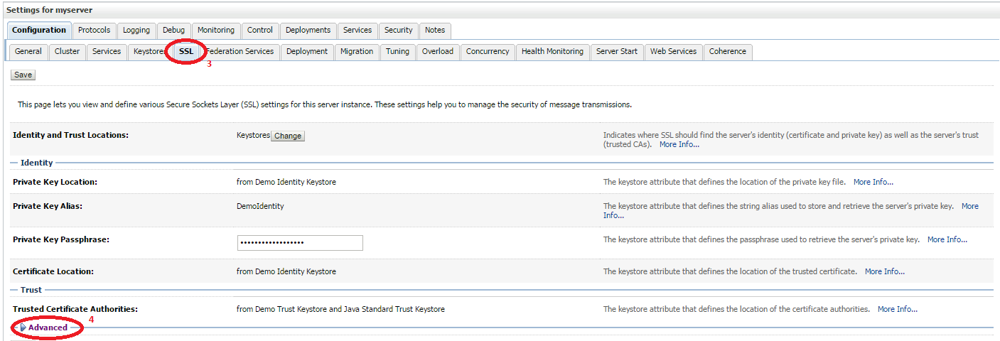 Settings for myserver
Configuration Protocols Logging Debug Monitoring Control Deployments Services Security Notes
General Cluster Services Keystores SSL Federation Services Deployment Migration Tuning Overload Concurrency Health Monitoring Server Start Web Services Coherence
3
Save
This page lets you view and define various Secure Sockets Layer (SSL) settings for this server instance. These settings help you to manage the security of message transmissions.
Identity and Trust Locations: Keystores Change Indicates where SSL should find the server's identity (certificate and private key) as well as the server's trust
(trusted CAs). More Info...
Identity
Private Key Location: from Demo Identity Keystore The keystore attribute that defines the location of the private key file. More Info...
Private Key Alias: DemoIdentity The keystore attribute that defines the string alias used to store and retrieve the server's private key. More
Info...
Private Key Passphrase: •••••••••••••••••• The keystore attribute that defines the passphrase used to retrieve the server's private key. More Info...
Certificate Location: from Demo Identity Keystore The keystore attribute that defines the location of the trusted certificate. More Info...
Trust
Trusted Certificate Authorities: from Demo Trust Keystore and Java Standard Trust Keystore The keystore attribute that defines the location of the certificate authorities. More Info...
4
Advanced